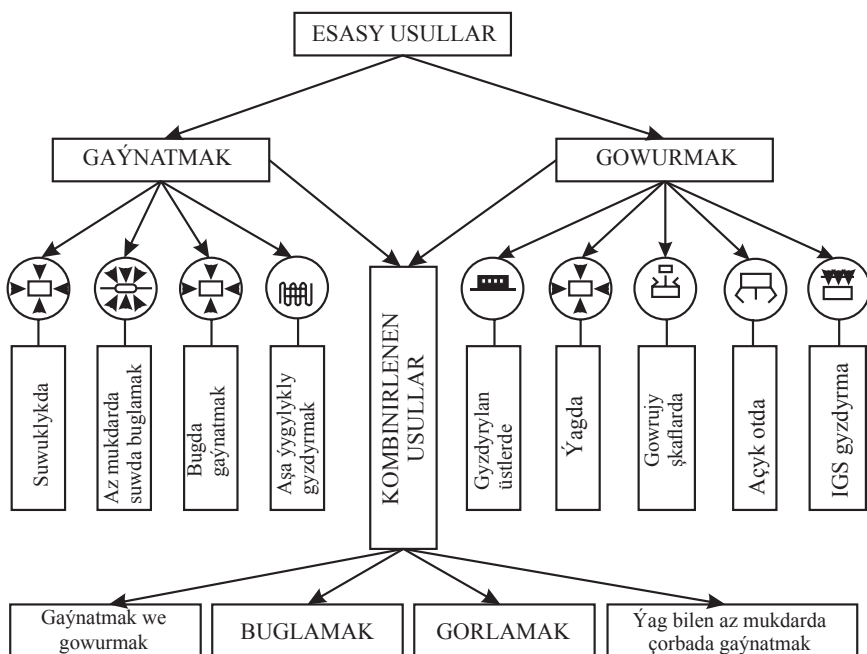 ESASY USULLAR
GAÝNATMAK
GOWURMAK
Suwuklykda
Az mukdarda
suwda buglamak
Bugda
gaýnatmak
Aşa ýygylykly
gyzdyrmak
KOMBINIRLENEN
USULLAR
Gyzdyrylan
üstlerde
Ýagda
Gowrujy
şkaflarda
Açyk otda
IGS gyzdyrma
Gaýnatmak we
gowurmak
BUGLAMAK
GORLAMAK
Ýag bilen az mukdarda
çorbada gaýnatmak